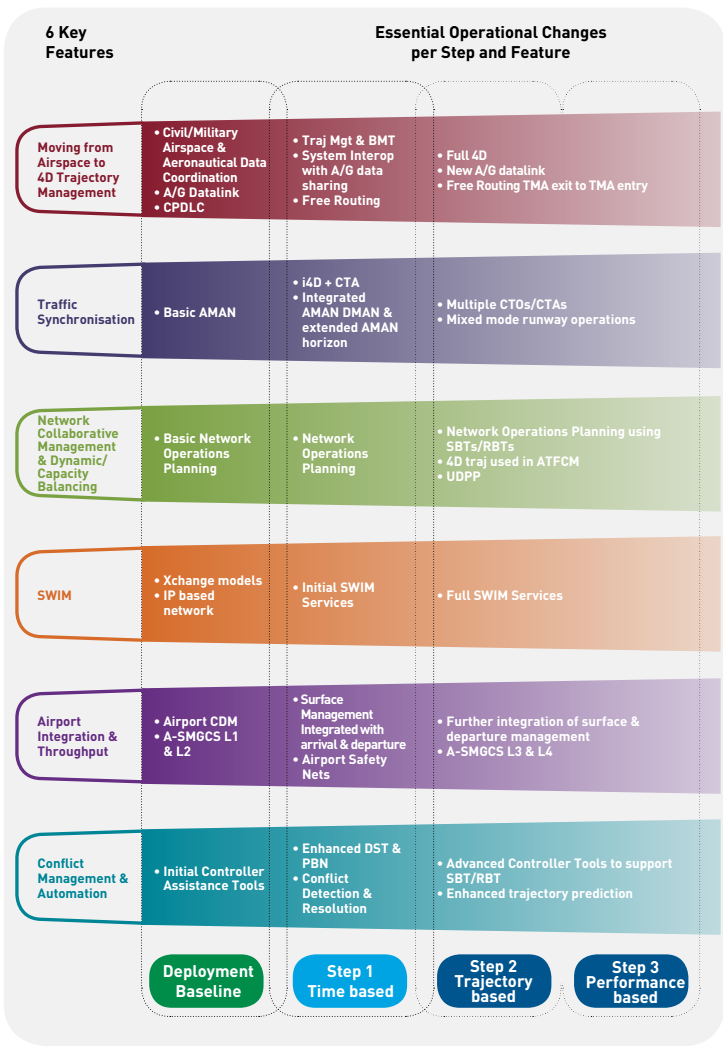 6 Key
Features
Essential Operational Changes
per Step and Feature
Moving from
Airspace to
4D Trajectory
Management
• Civil/Military
Airspace &
Aeronautical Data
Coordination
• A/G Datalink
• CPDLC
• Traj Mgt & BMT
• System Interop
with A/G data
sharing
• Free Routing
• Full 4D
• New A/G datalink
• Free Routing TMA exit to TMA entry
Traffic
Synchronisation
• Basic AMAN
• i4D + CTA
• Integrated
AMAN DMAN &
extended AMAN
horizon
• Multiple CTOs/CTAs
• Mixed mode runway operations
Network
Collaborative
Management
& Dynamic/
Capacity
Balancing
• Basic Network
Operations
Planning
• Network
Operations
Planning
• Network Operations Planning using
SBTs/RBTs
• 4D traj used in ATFCM
• UDPP
SWIM
• Xchange models
• IP based
network
• Initial SWIM
Services
• Full SWIM Services
Airport
Integration &
Throughput
• Airport CDM
• A-SMGCS L1
& L2
• Surface
Management
Integrated with
arrival & departure
• Airport Safety
Nets
• Further integration of surface &
departure management
• A-SMGCS L3 & L4
Conflict
Management &
Automation
• Initial Controller
Assistance Tools
• Enhanced DST &
PBN
• Conflict
Detection &
Resolution
• Advanced Controller Tools to support
SBT/RBT
• Enhanced trajectory prediction
Deployment
Baseline
Step 1
Time based
Step 2
Trajectory
based
Step 3
Performance
based